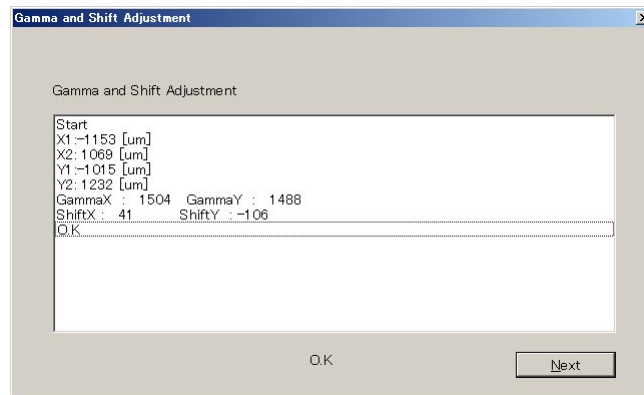 Gamma and Shift Adjustment
Gamma and Shift Adjustment
Start
X1:-1153 [um]
X2: 1069 [um]
Y1:-1015 [um]
Y2: 1232 [um]
GammaX : 1504 GammaY : 1488
ShiftX : 41 ShiftY : -106
O.K
O.K
Next